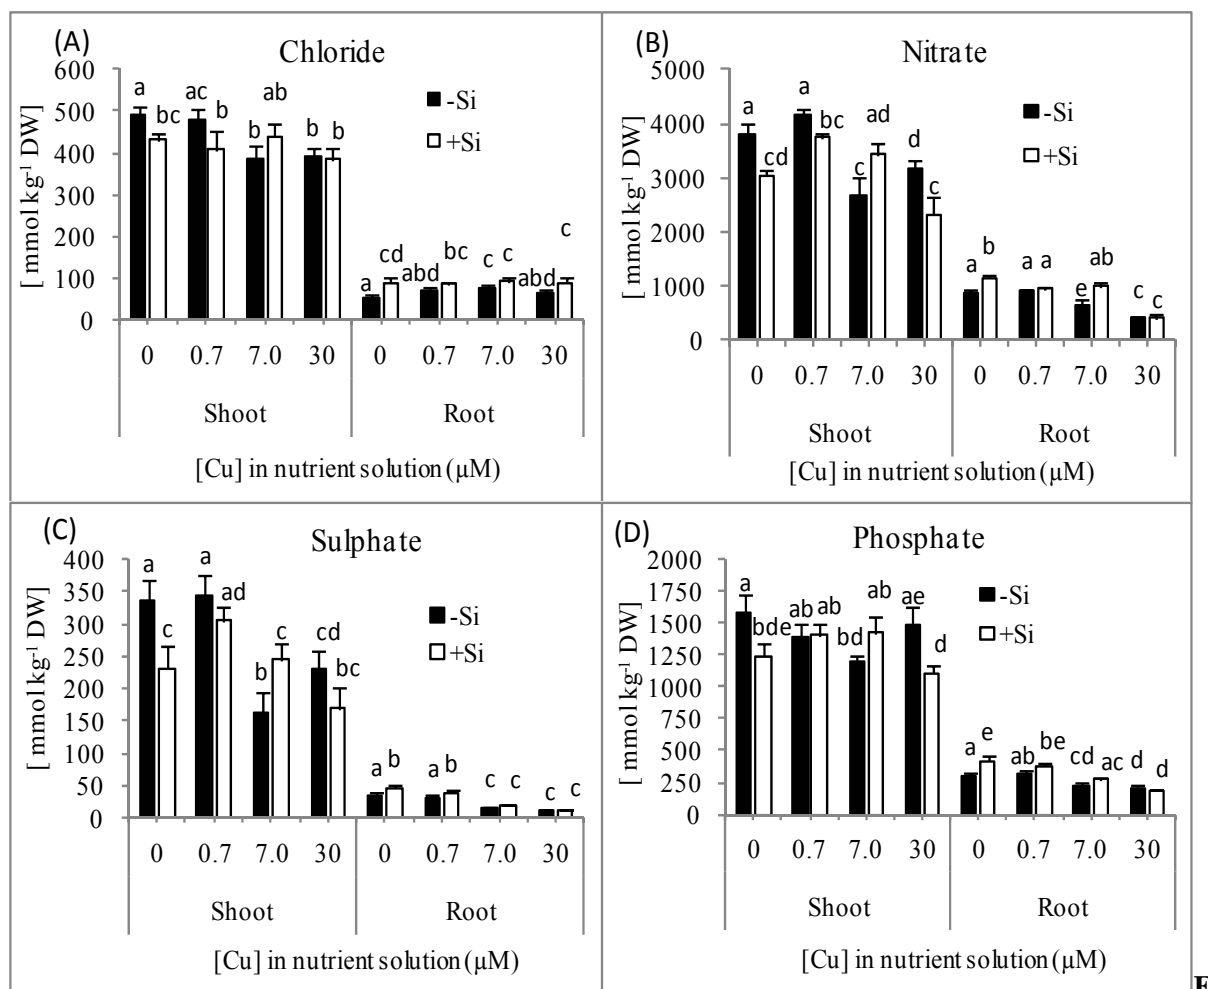 (A)
Chloride
[ mmol kg-1 DW]
600
500
400
300
200
100
0
a
bc
ac
b
b
ab
b
b
a
cd
abd
bc
c
c
abd
c
-Si
+Si
0 0.7 7.0 30 0 0.7 7.0 30
Shoot Root
[Cu] in nutrient solution (μM)
(B)
Nitrate
[ mmol kg-1 DW]
5000
4000
3000
2000
1000
0
a
cd
a
bc
c
ad
d
c
a
b
a
a
e
ab
c
c
-Si
+Si
0 0.7 7.0 30 0 0.7 7.0 30
Shoot Root
[Cu] in nutrient solution (μM)
(C)
Sulphate
[ mmol kg-1 DW]
400
350
300
250
200
150
100
50
0
a
c
a
ad
b
c
cd
bc
a
b
a
b
c
c
c
c
-Si
+Si
0 0.7 7.0 30 0 0.7 7.0 30
Shoot Root
[Cu] in nutrient solution (μM)
(D)
Phosphate
[ mmol kg-1 DW]
2000
1750
1500
1250
1000
750
500
250
0
a
bde
ab
ab
bd
ab
ae
d
a
e
ab
be
cd
ac
d
d
-Si
+Si
0 0.7 7.0 30 0 0.7 7.0 30
Shoot Root
[Cu] in nutrient solution (μM)